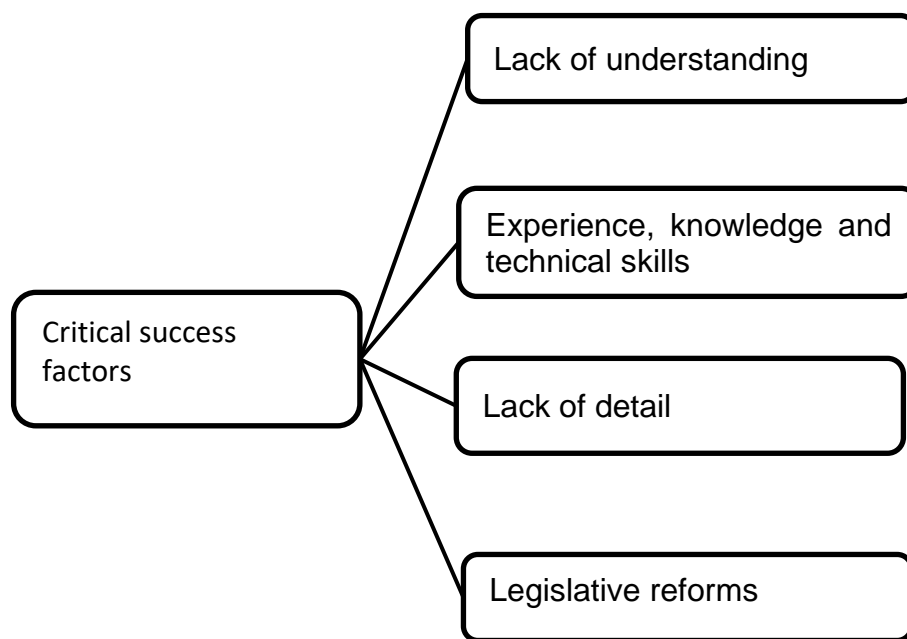 Lack of understanding
Experience, knowledge and
technical skills
Critical success
factors
Lack of detail
Legislative reforms